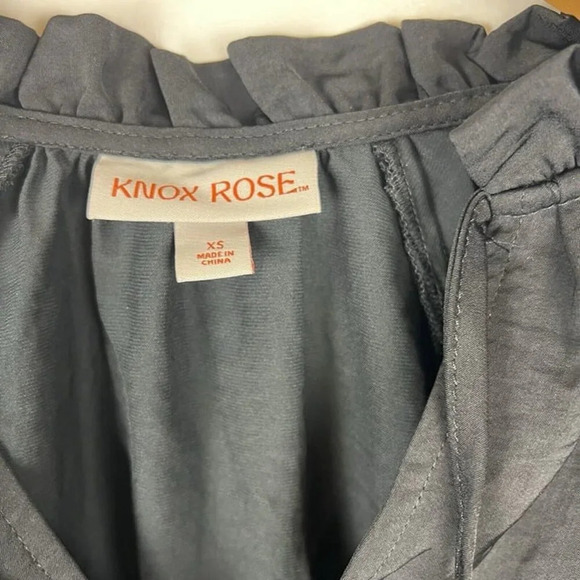 KNOX ROSE™
XS
MADE IN
CHINA